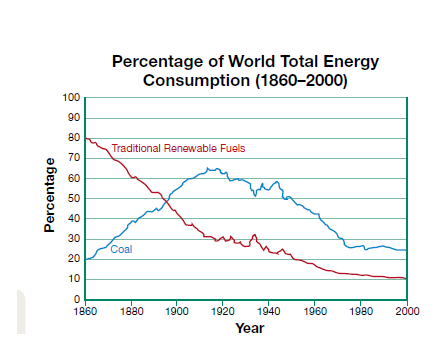 Percentage of World Total Energy
Consumption (1860–2000)
100
90
80
70
60
50
40
30
20
10
0
Percentage
Traditional Renewable Fuels
Coal
1860 1880 1900 1920 1940 1960 1980 2000
Year